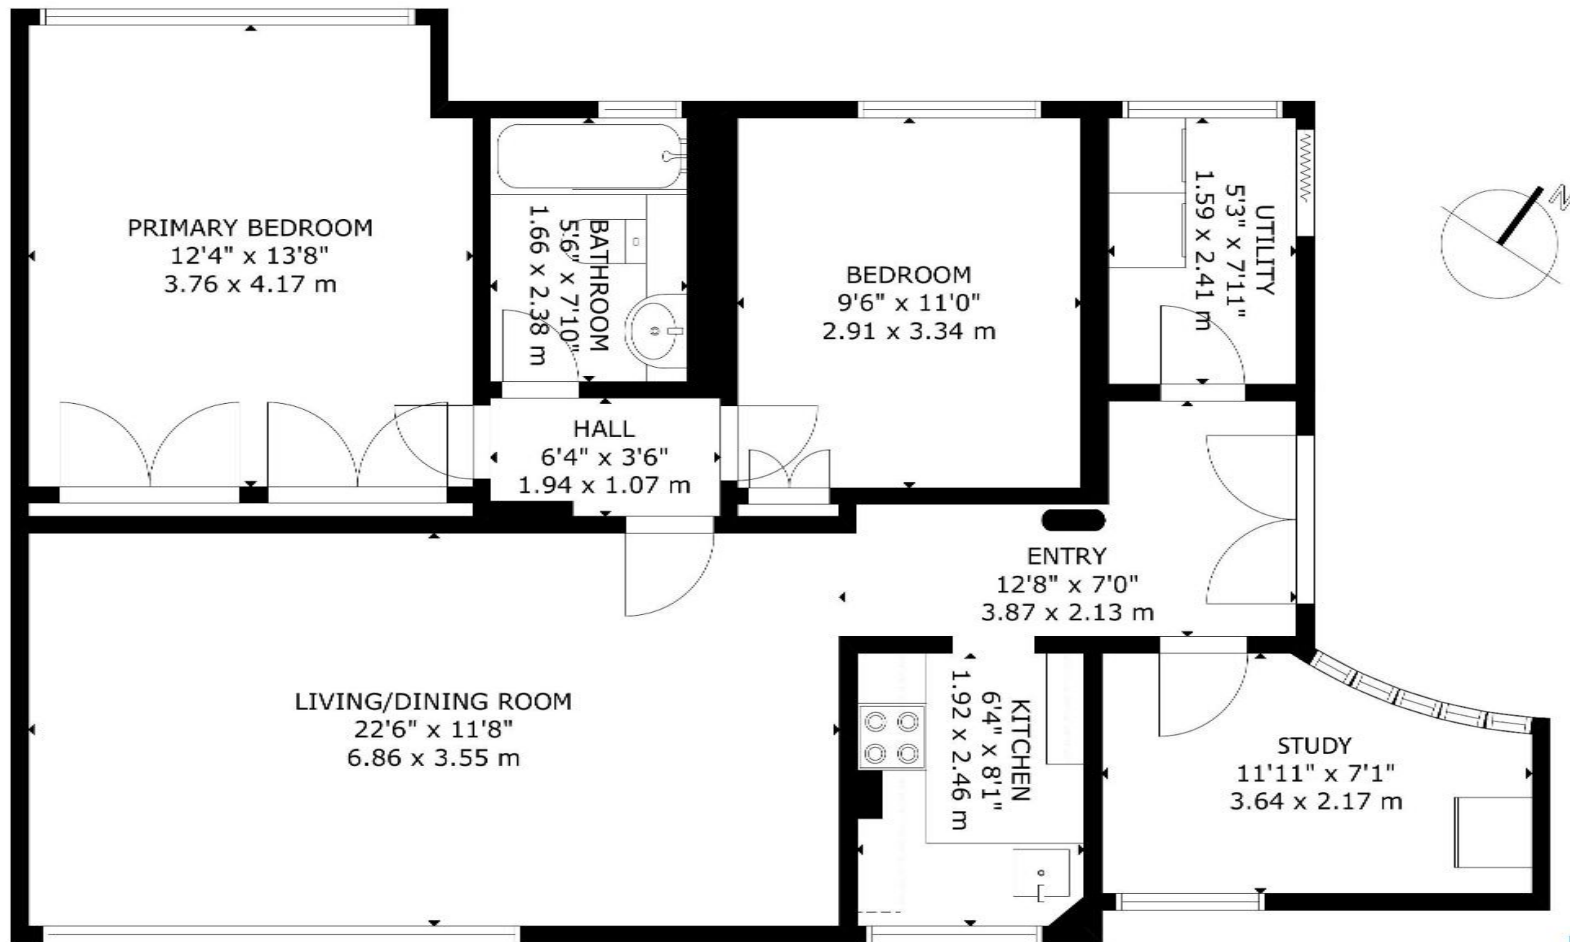 PRIMARY BEDROOM
12'4" x 13'8"
3.76 x 4.17 m
BATHROOM
5'6" x 7'10"
1.66 x 2.38 m
BEDROOM
9'6" x 11'0"
2.91 x 3.34 m
UTILITY
5'3" x 7'11"
1.59 x 2.41 m
N
HALL
6'4" x 3'6"
1.94 x 1.07 m
ENTRY
12'8" x 7'0"
3.87 x 2.13 m
LIVING/DINING ROOM
22'6" x 11'8"
6.86 x 3.55 m
KITCHEN
6'4" x 8'1"
1.92 x 2.46 m
STUDY
11'11" x 7'1"
3.64 x 2.17 m